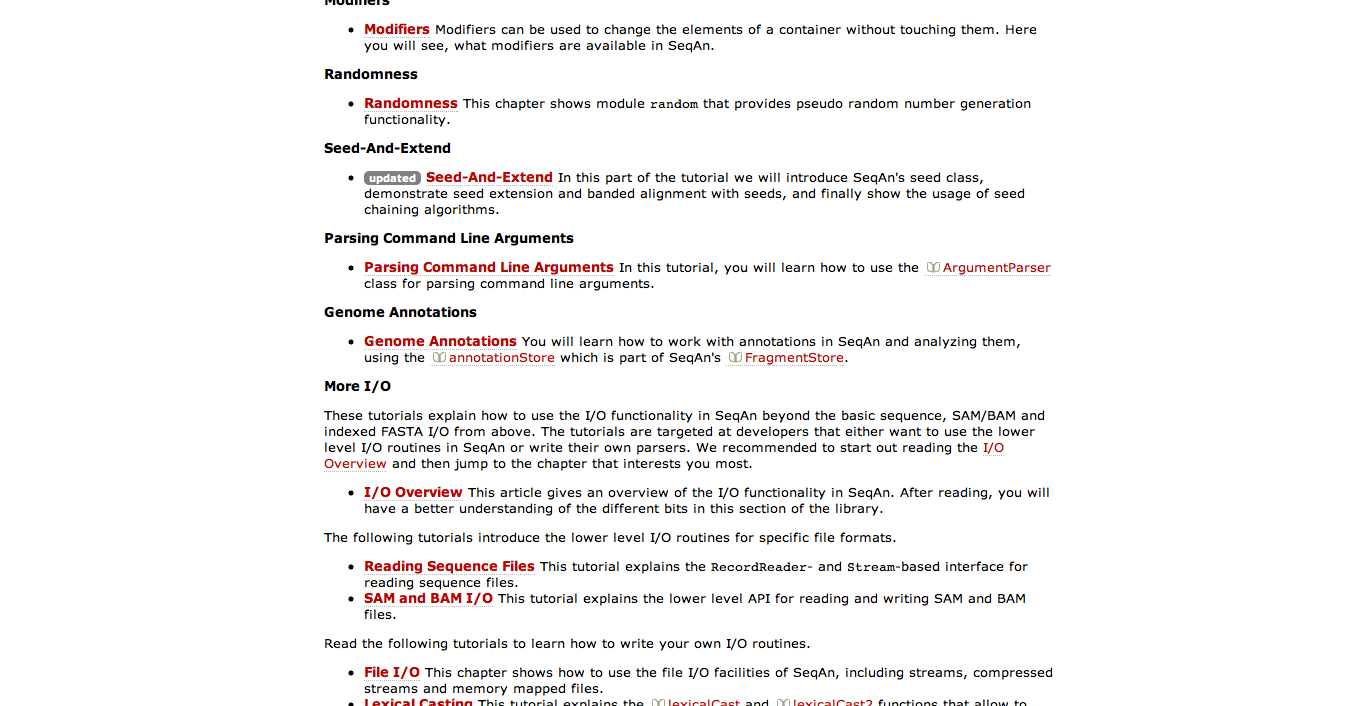 Modifiers
Modifiers Modifiers can be used to change the elements of a container without touching them. Here
you will see, what modifiers are available in SeqAn.
Randomness
Randomness This chapter shows module random that provides pseudo random number generation
functionality.
Seed-And-Extend
updated Seed-And-Extend In this part of the tutorial we will introduce SeqAn's seed class,
demonstrate seed extension and banded alignment with seeds, and finally show the usage of seed
chaining algorithms.
Parsing Command Line Arguments
Parsing Command Line Arguments In this tutorial, you will learn how to use the ArgumentParser
class for parsing command line arguments.
Genome Annotations
Genome Annotations You will learn how to work with annotations in SeqAn and analyzing them,
using the annotationStore which is part of SeqAn's FragmentStore.
More I/O
These tutorials explain how to use the I/O functionality in SeqAn beyond the basic sequence, SAM/BAM and
indexed FASTA I/O from above. The tutorials are targeted at developers that either want to use the lower
level I/O routines in SeqAn or write their own parsers. We recommended to start out reading the I/O
Overview and then jump to the chapter that interests you most.
I/O Overview This article gives an overview of the I/O functionality in SeqAn. After reading, you will
have a better understanding of the different bits in this section of the library.
The following tutorials introduce the lower level I/O routines for specific file formats.
Reading Sequence Files This tutorial explains the RecordReader- and Stream-based interface for
reading sequence files.
SAM and BAM I/O This tutorial explains the lower level API for reading and writing SAM and BAM
files.
Read the following tutorials to learn how to write your own I/O routines.
File I/O This chapter shows how to use the file I/O facilities of SeqAn, including streams, compressed
streams and memory mapped files.
Lexical Casting This tutorial explains the lexicalCast and lexicalCast2 functions that allow to